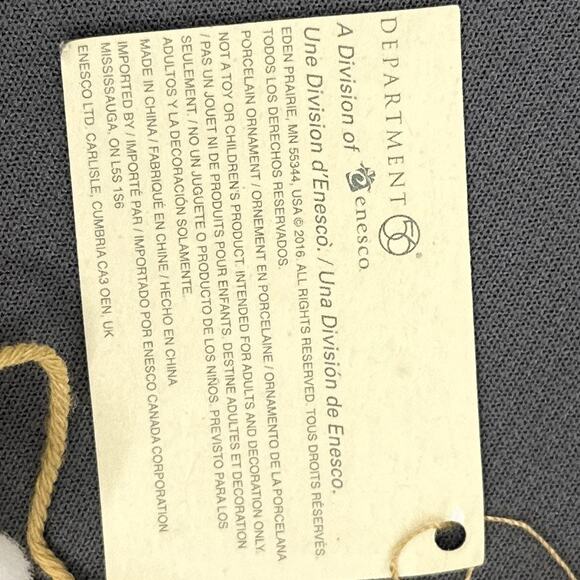 DEPARTMENT 56®
A Division of enesco.
Une Division d'Enescò. / Una División de Enesco.
EDEN PRAIRIE, MN 55344, USA © 2016. ALL RIGHTS RESERVED. TOUS DROITS RÉSERVÉS.
TODOS LOS DERECHOS RESERVADOS.
PORCELAIN ORNAMENT / ORNEMENT EN PORCELAINE / ORNAMENTO DE LA PORCELANA
NOT A TOY OR CHILDREN'S PRODUCT. INTENDED FOR ADULTS AND DECORATION ONLY.
/ PAS UN JOUET NI DE PRODUITS POUR ENFANTS. DESTINE ADULTES ET DECORATION
SEULEMENT. / NO UN JUGUETE O PRODUCTO DE LOS NIÑOS. PREVISTO PARA LOS
ADULTOS Y LA DECORACIÓN SOLAMENTE.
MADE IN CHINA / FABRIQUÉ EN CHINE / HECHO EN CHINA
IMPORTED BY / IMPORTÉ PAR / IMPORTADO POR ENESCO CANADA CORPORATION
MISSISSAUGA, ON L5S 1S6
ENESCO LTD. CARLISLE, CUMBRIA CA3 OEN, UK